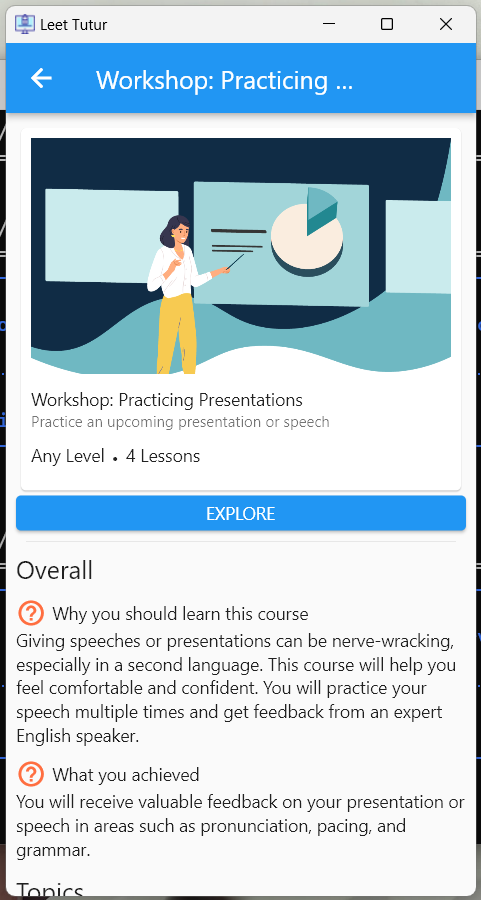 Leet Tutur
Workshop: Practicing ...
Workshop: Practicing Presentations
Practice an upcoming presentation or speech
Any Level • 4 Lessons
EXPLORE
Overall
Why you should learn this course
Giving speeches or presentations can be nerve-wracking,
especially in a second language. This course will help you
feel comfortable and confident. You will practice your
speech multiple times and get feedback from an expert
English speaker.
What you achieved
You will receive valuable feedback on your presentation or
speech in areas such as pronunciation, pacing, and
grammar.
Topics